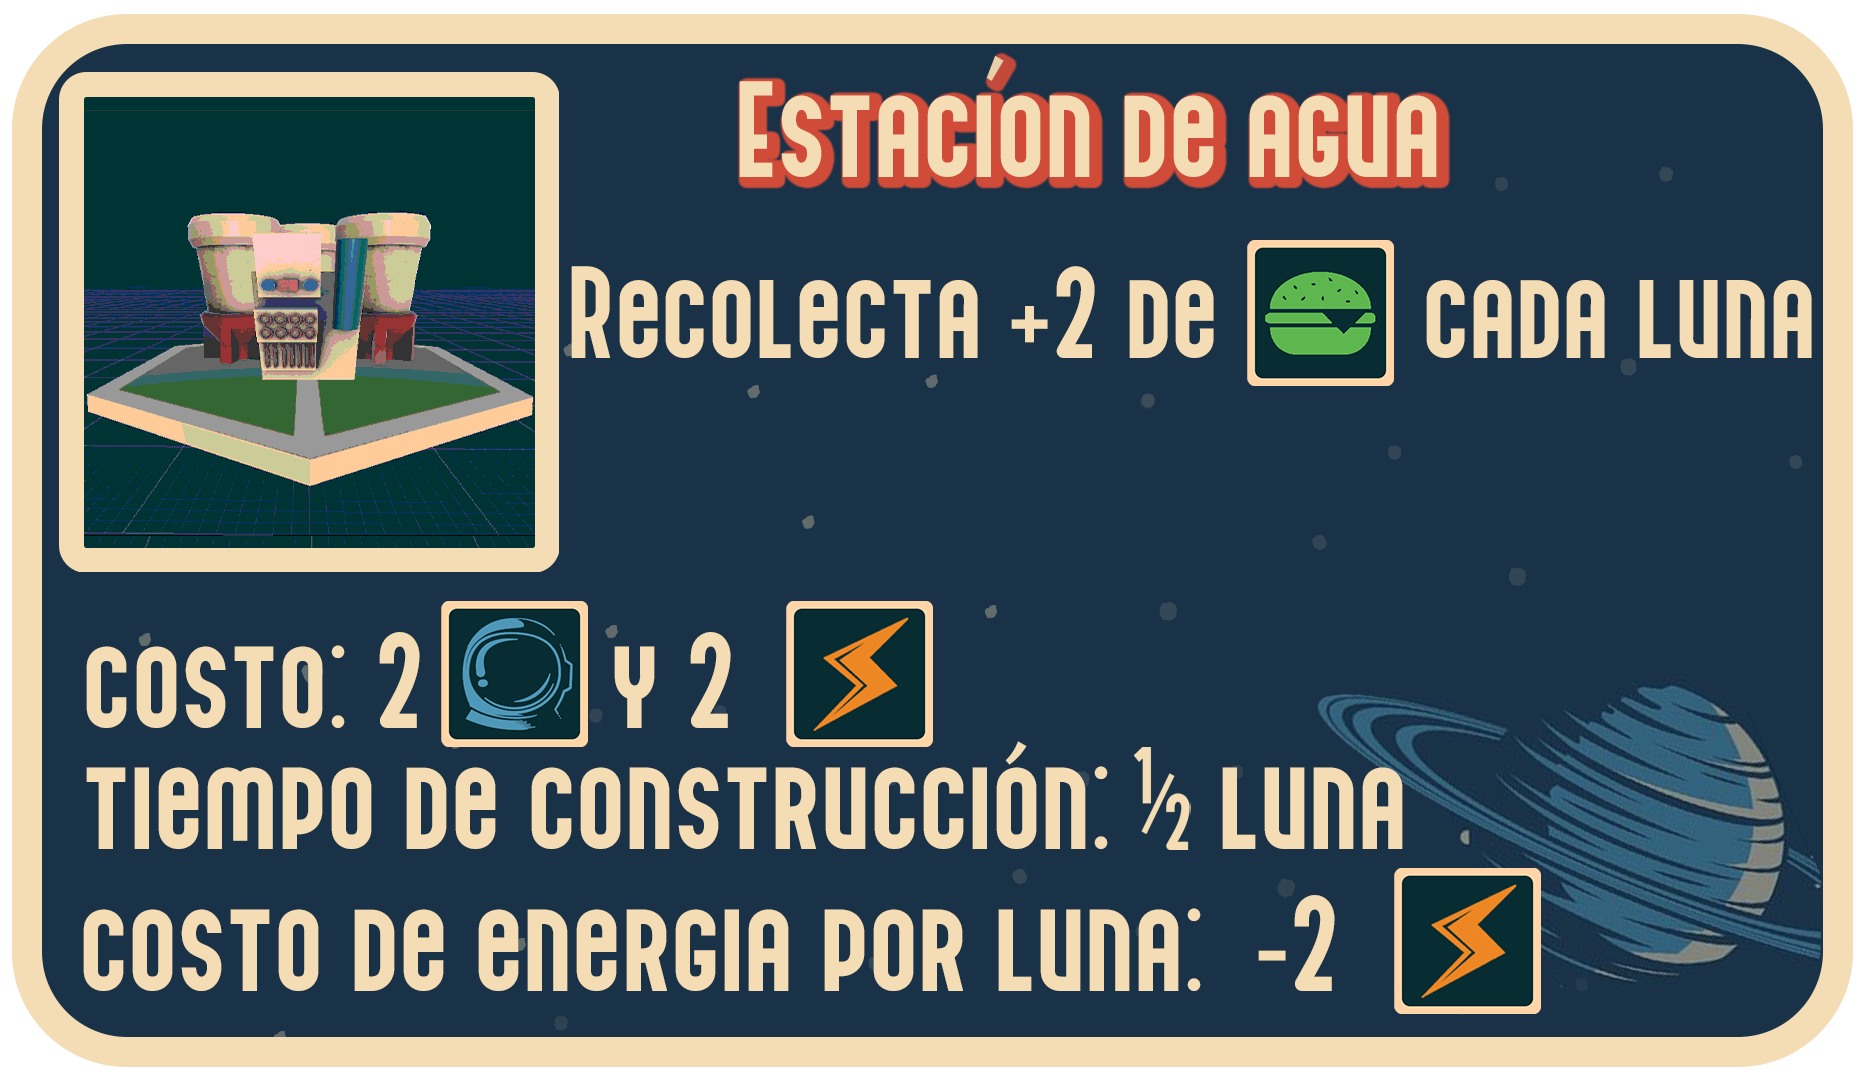 Estacíon de agua
Recolecta +2 de cada luna
costo: 2 y 2
tiempo de construcción: ½ luna
costo de energia por luna: -2